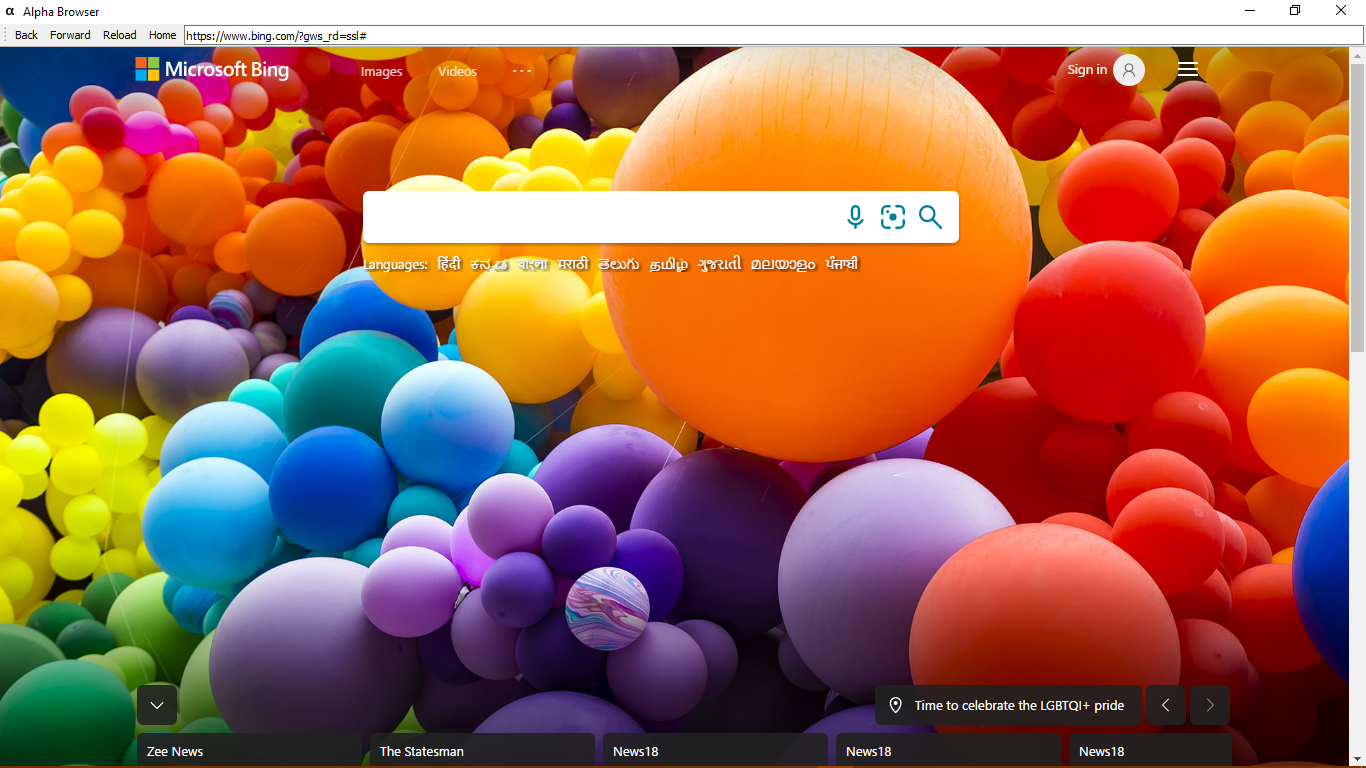 α Alpha Browser
Back Forward Reload Home https://www.bing.com/?gws_rd=ssl#
Microsoft Bing Images Videos ... Sign in
Languages: हिंदी ಕನ್ನಡ বাংলা मराठी తెలుగు தமிழ் ગુજરાતી മലയാളം ਪੰਜਾਬੀ
Time to celebrate the LGBTQI+ pride
Zee News The Statesman News18 News18 News18